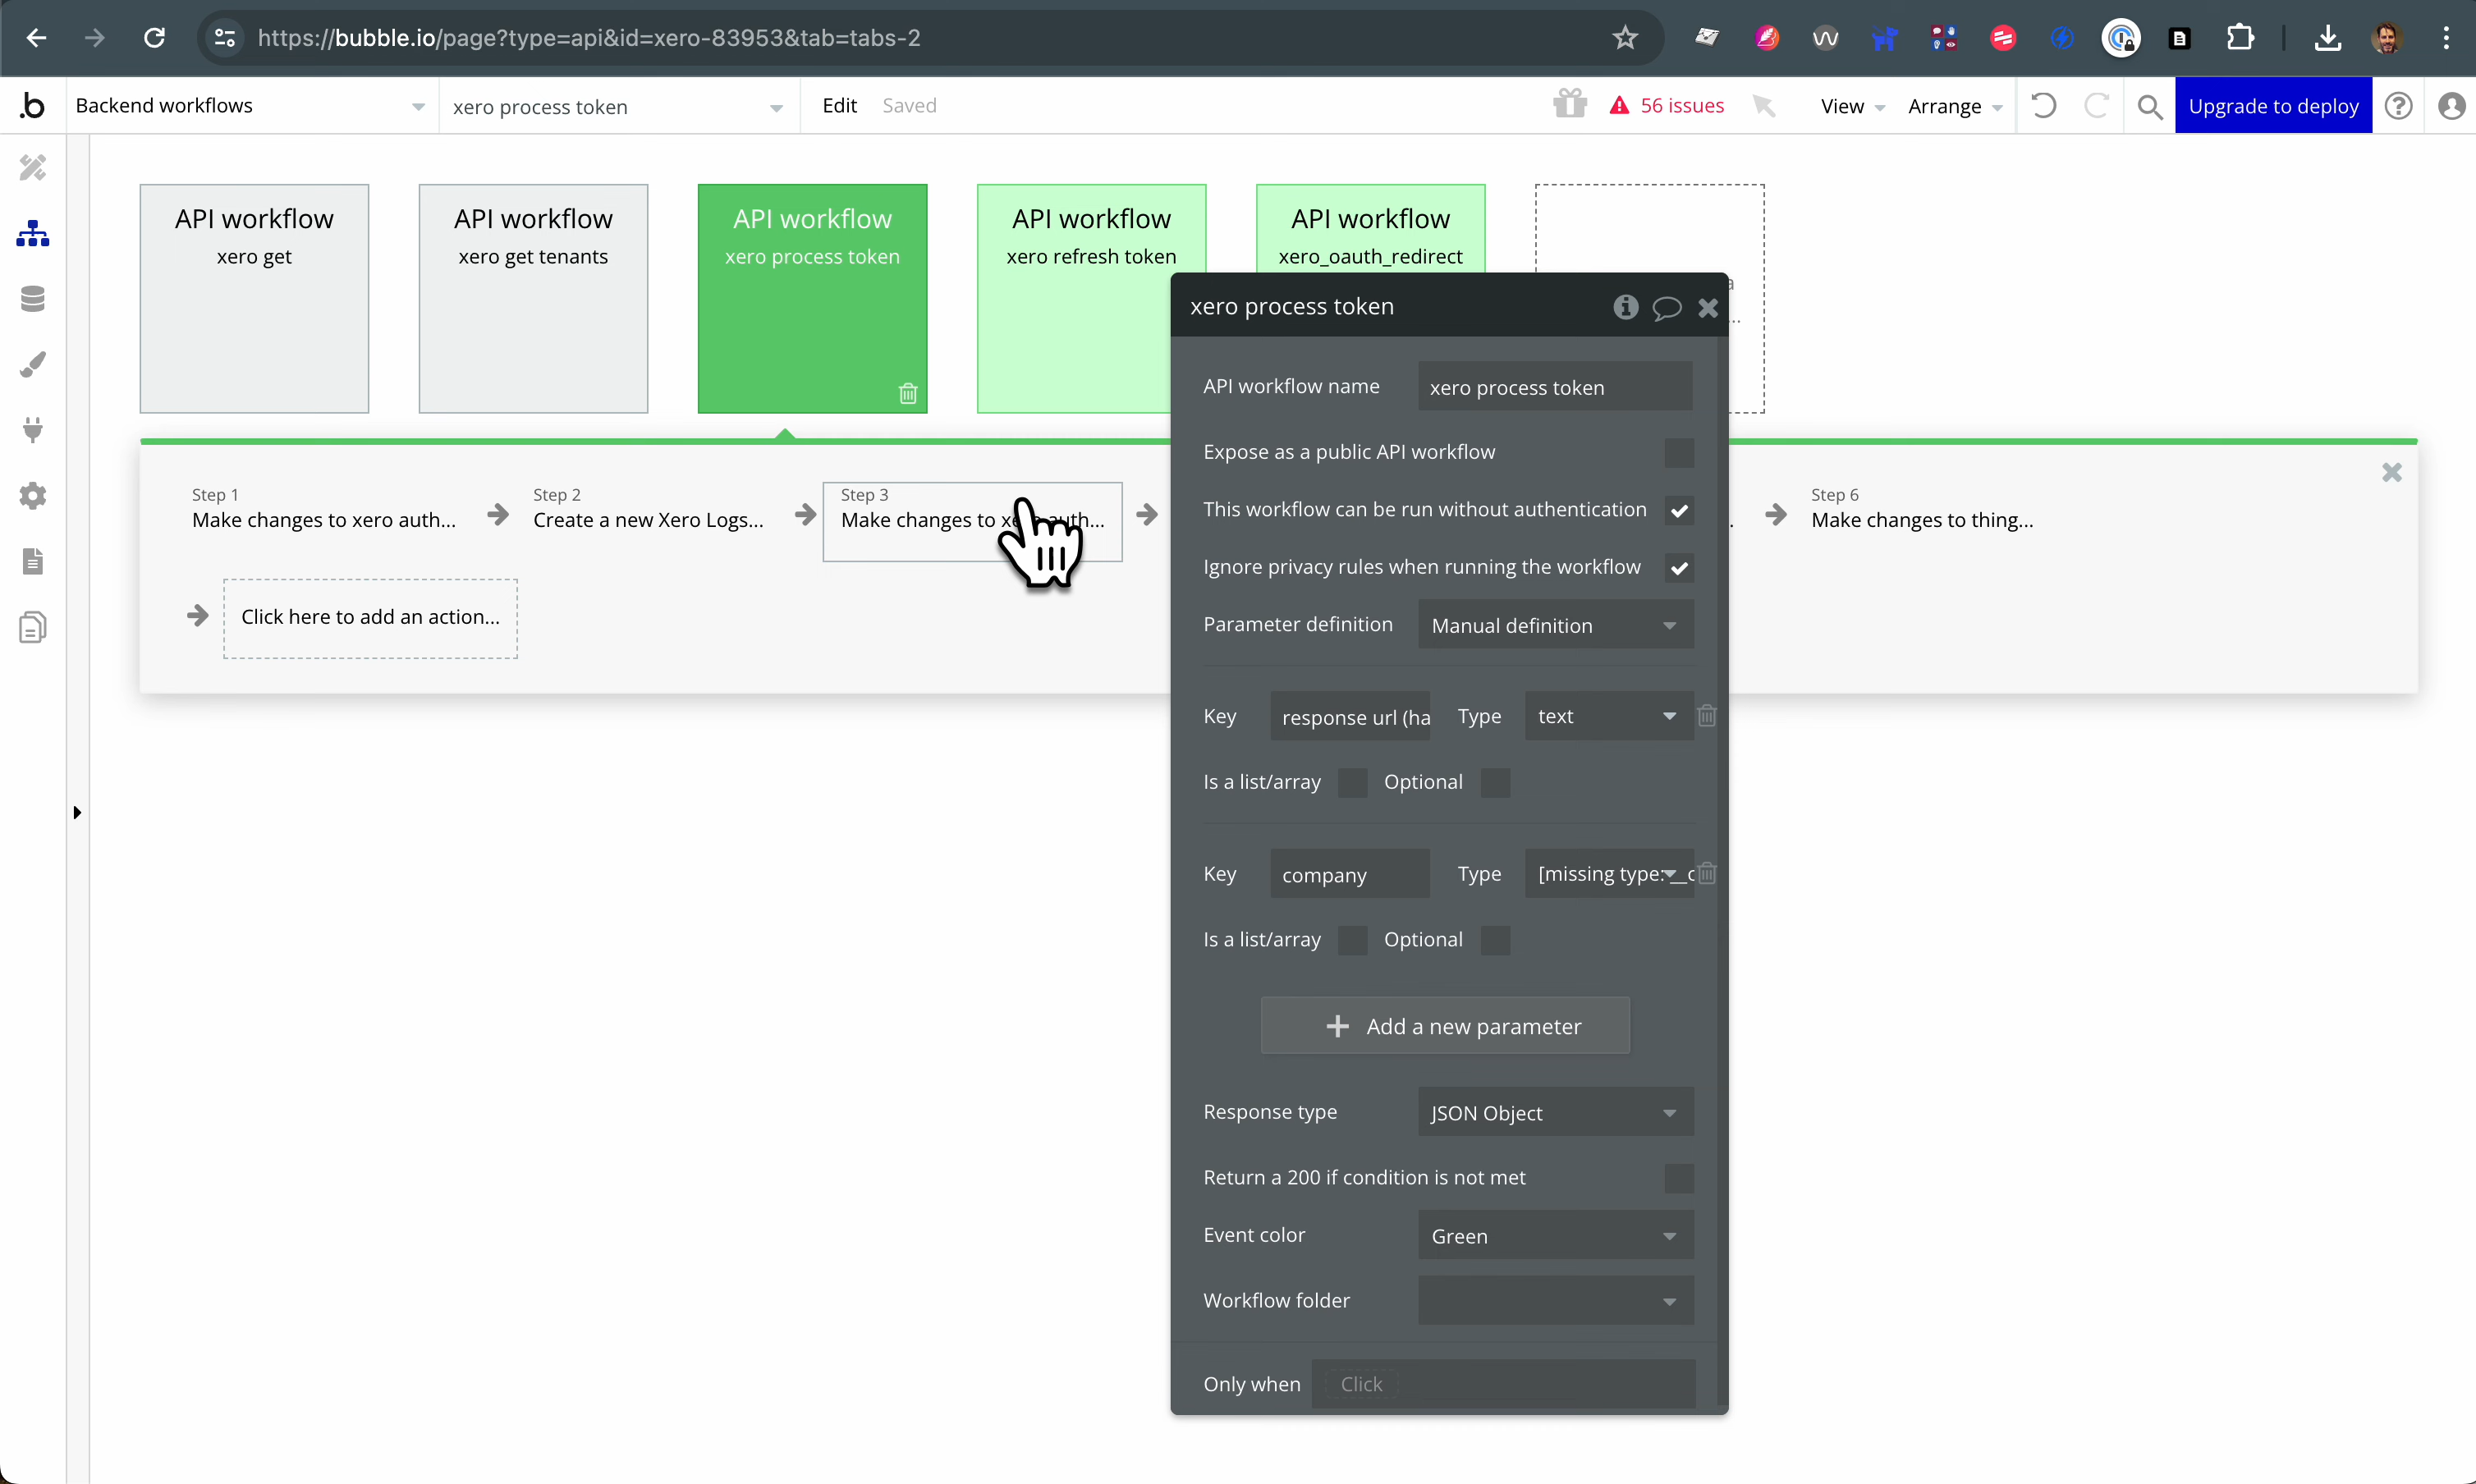 https://bubble.io/page?type=api&id=xero-83953&tab=tabs-2
.b
Backend workflows
xero process token
Edit
Saved
56 issues
View
Arrange
Upgrade to deploy
API workflow
xero get
API workflow
xero get tenants
API workflow
xero process token
API workflow
xero refresh token
API workflow
xero_oauth_redirect
Step 1
Make changes to xero auth...
Step 2
Create a new Xero Logs...
Step 3
Make changes to xero auth...
Step 6
Make changes to thing...
Click here to add an action...
xero process token
API workflow name
xero process token
Expose as a public API workflow
This workflow can be run without authentication
Ignore privacy rules when running the workflow
Parameter definition
Manual definition
Key
response url (ha
Type
text
Is a list/array
Optional
Key
company
Type
[missing type:__c
Is a list/array
Optional
Add a new parameter
Response type
JSON Object
Return a 200 if condition is not met
Event color
Green
Workflow folder
Only when
Click